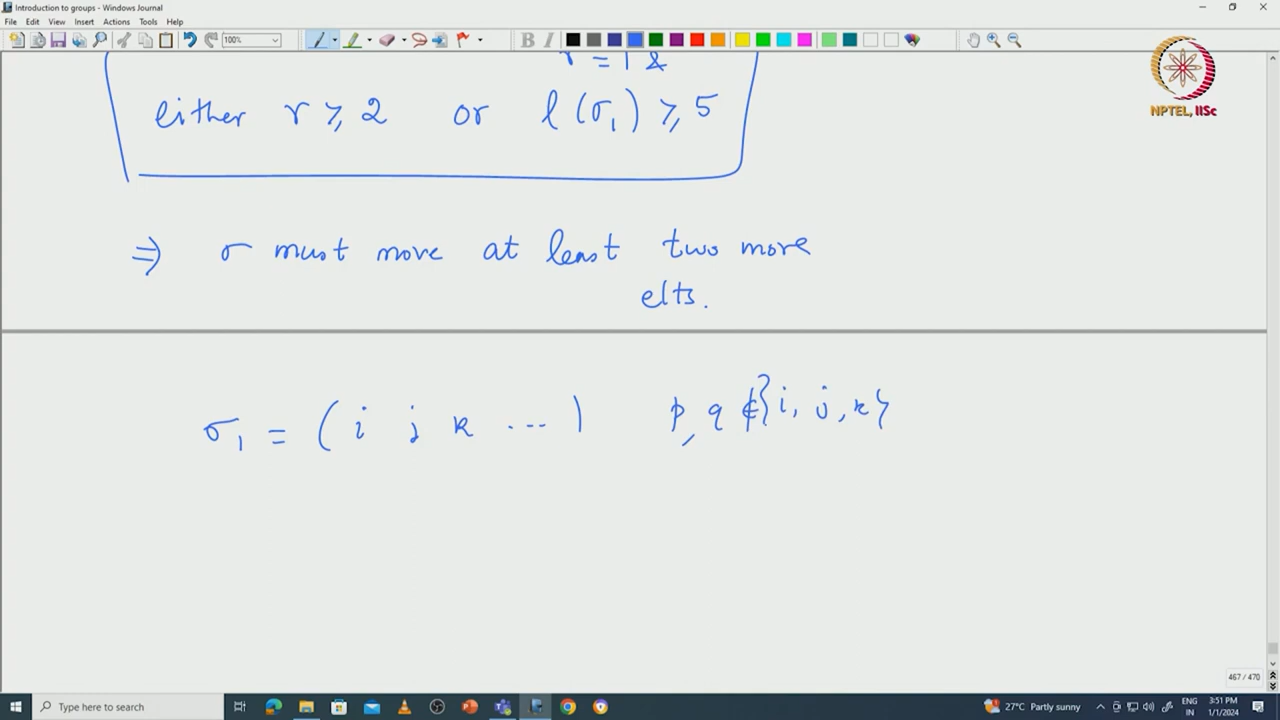 Introduction to groups - Windows Journal
File Edit View Insert Actions Tools Help
100%
B I
NPTEL, IISc
r = 1 &
either r ⩾ 2 or l (σ₁) ⩾ 5
⇒ σ must move at least two more
elts.
σ₁ = ( i j k ... ) p, q ∉ { i, j, k }
467 / 470
Type here to search
27°C Partly sunny
ENG
IN
3:51 PM
1/1/2024